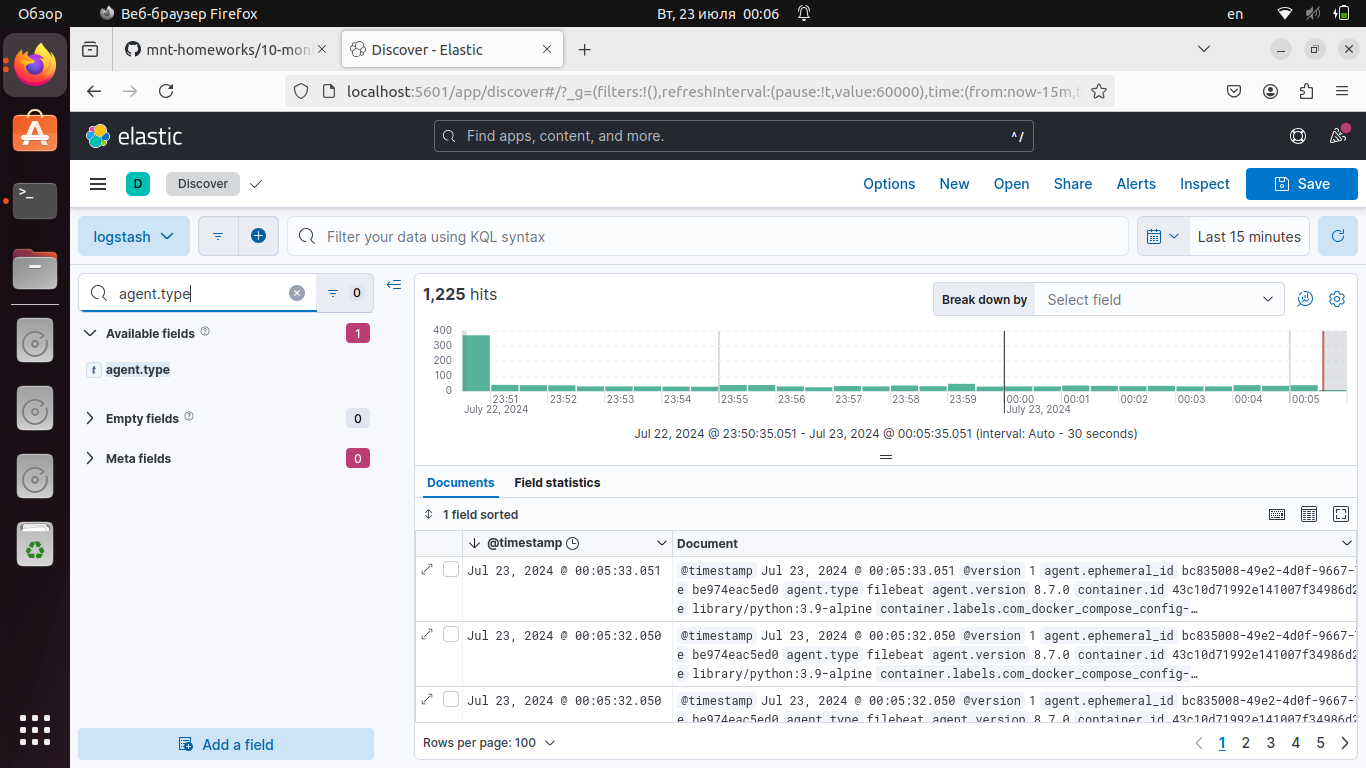 Обзор
Веб-браузер Firefox
Вт, 23 июля 00:06
en
mnt-homeworks/10-mon
Discover - Elastic
localhost:5601/app/discover#/?_g=(filters:!(),refreshInterval:(pause:!t,value:60000),time:(from:now-15m,
elastic
Find apps, content, and more.
^/
D
Discover
Options
New
Open
Share
Alerts
Inspect
Save
logstash
Filter your data using KQL syntax
Last 15 minutes
agent.type
0
Available fields
1
t agent.type
Empty fields
0
Meta fields
0
Add a field
1,225 hits
Break down by
Select field
400
300
200
100
0
23:51 23:52 23:53 23:54 23:55 23:56 23:57 23:58 23:59 00:00 00:01 00:02 00:03 00:04 00:05
July 22, 2024 July 23, 2024
Jul 22, 2024 @ 23:50:35.051 - Jul 23, 2024 @ 00:05:35.051 (interval: Auto - 30 seconds)
Documents
Field statistics
1 field sorted
@timestamp
Document
Jul 23, 2024 @ 00:05:33.051
@timestamp Jul 23, 2024 @ 00:05:33.051 @version 1 agent.ephemeral_id bc835008-49e2-4d0f-9667-
e be974eac5ed0 agent.type filebeat agent.version 8.7.0 container.id 43c10d71992e141007f34986d2
e library/python:3.9-alpine container.labels.com_docker_compose_config-…
Jul 23, 2024 @ 00:05:32.050
@timestamp Jul 23, 2024 @ 00:05:32.050 @version 1 agent.ephemeral_id bc835008-49e2-4d0f-9667-
e be974eac5ed0 agent.type filebeat agent.version 8.7.0 container.id 43c10d71992e141007f34986d2
e library/python:3.9-alpine container.labels.com_docker_compose_config-…
Jul 23, 2024 @ 00:05:32.050
@timestamp Jul 23, 2024 @ 00:05:32.050 @version 1 agent.ephemeral_id bc835008-49e2-4d0f-9667-
e be974eac5ed0 agent.type filebeat agent.version 8.7.0 container.id 43c10d71992e141007f34986d2
Rows per page: 100
1 2 3 4 5